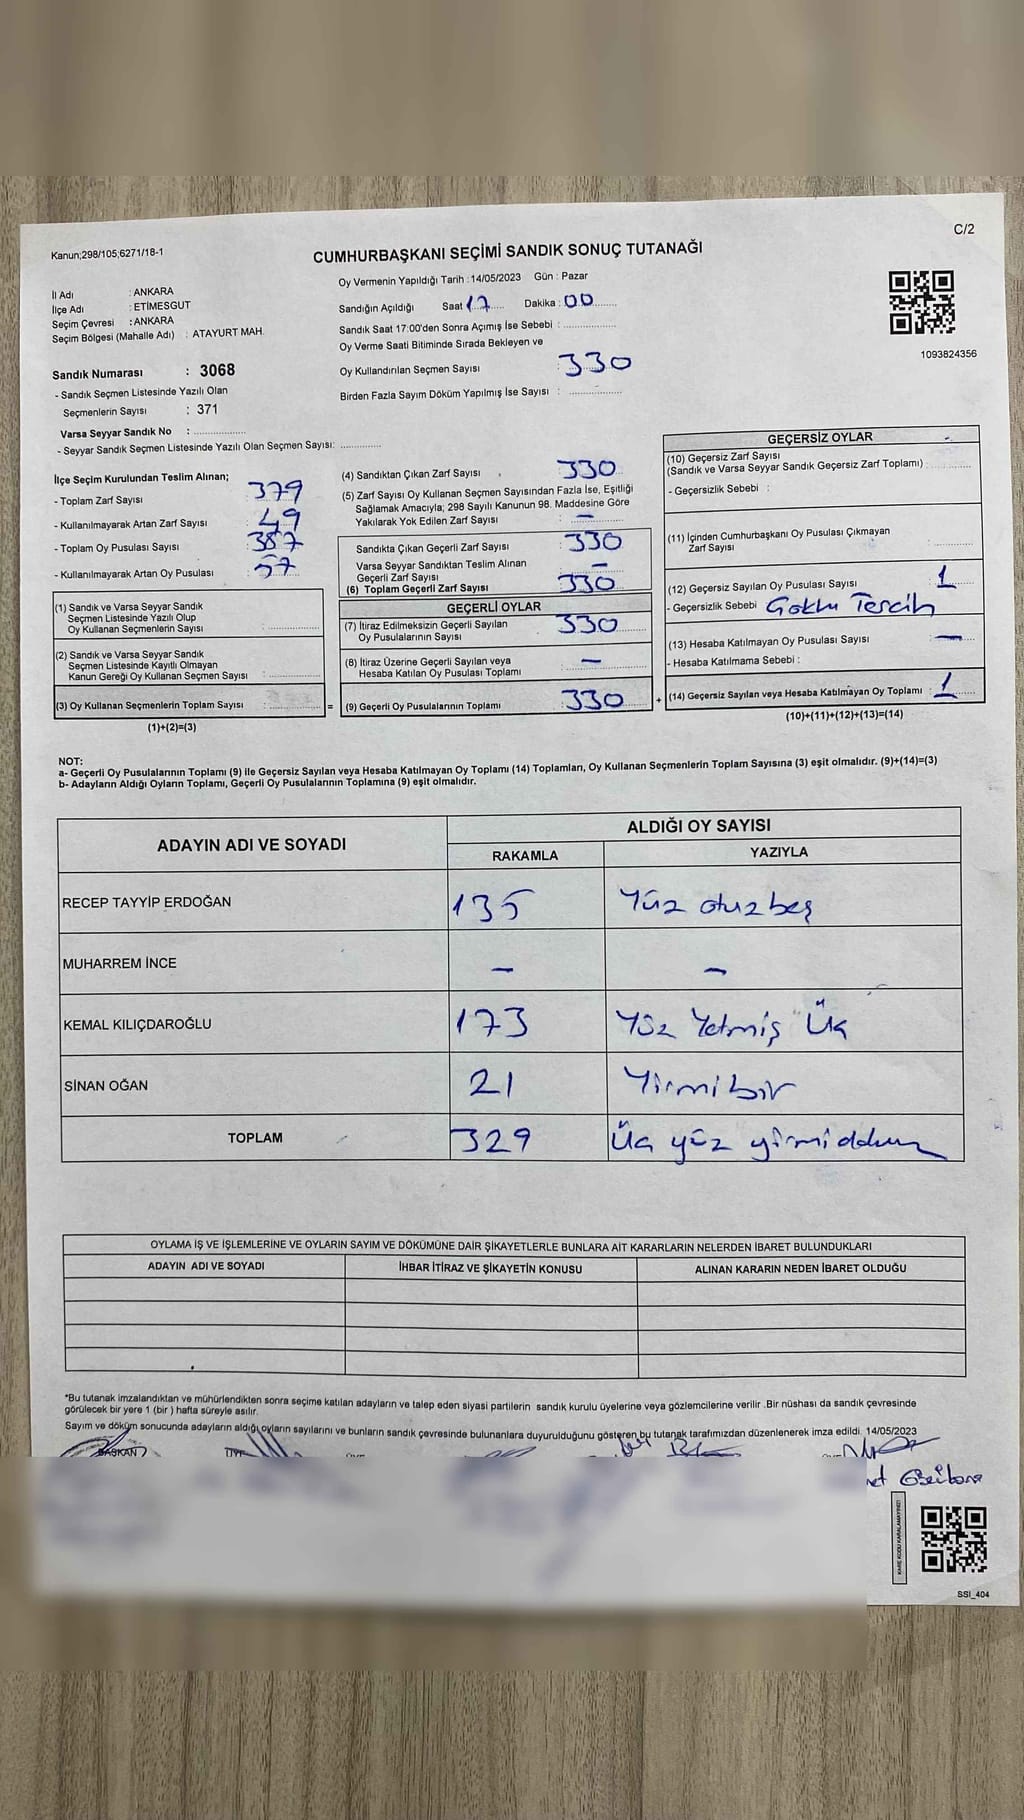 C/2
Kanun;298/105;6271/18-1
CUMHURBAŞKANI SEÇİMİ SANDIK SONUÇ TUTANAĞI
İl Adı : ANKARA
İlçe Adı : ETİMESGUT
Seçim Çevresi : ANKARA
Seçim Bölgesi (Mahalle Adı) : ATAYURT MAH.
Sandık Numarası : 3068
- Sandık Seçmen Listesinde Yazılı Olan
Seçmenlerin Sayısı : 371
Varsa Seyyar Sandık No :
- Seyyar Sandık Seçmen Listesinde Yazılı Olan Seçmen Sayısı:
Oy Vermenin Yapıldığı Tarih : 14/05/2023 Gün : Pazar
Sandığın Açıldığı Saat 17 Dakika : 00
Sandık Saat 17:00'den Sonra Açımış İse Sebebi :
Oy Verme Saati Bitiminde Sırada Bekleyen ve
Oy Kullandırılan Seçmen Sayısı : 330
Birden Fazla Sayım Döküm Yapılmış İse Sayısı :
1093824356
İlçe Seçim Kurulundan Teslim Alınan;
- Toplam Zarf Sayısı 379
- Kullanılmayarak Artan Zarf Sayısı 49
- Toplam Oy Pusulası Sayısı 387
- Kullanılmayarak Artan Oy Pusulası 57
(4) Sandıktan Çıkan Zarf Sayısı 330
(5) Zarf Sayısı Oy Kullanan Seçmen Sayısından Fazla İse, Eşitliği
Sağlamak Amacıyla; 298 Sayılı Kanunun 98. Maddesine Göre
Yakılarak Yok Edilen Zarf Sayısı —
Sandıkta Çıkan Geçerli Zarf Sayısı 330
Varsa Seyyar Sandıktan Teslim Alınan
Geçerli Zarf Sayısı —
(6) Toplam Geçerli Zarf Sayısı 330
GEÇERSİZ OYLAR
(10) Geçersiz Zarf Sayısı
(Sandık ve Varsa Seyyar Sandık Geçersiz Zarf Toplamı) :
- Geçersizlik Sebebi :
(11) İçinden Cumhurbaşkanı Oy Pusulası Çıkmayan
Zarf Sayısı
(12) Geçersiz Sayılan Oy Pusulası Sayısı 1
- Geçersizlik Sebebi Çoklu Tercih
(13) Hesaba Katılmayan Oy Pusulası Sayısı —
- Hesaba Katılmama Sebebi :
(14) Geçersiz Sayılan veya Hesaba Katılmayan Oy Toplamı 1
(10)+(11)+(12)+(13)=(14)
(1) Sandık ve Varsa Seyyar Sandık
Seçmen Listesinde Yazılı Olup
Oy Kullanan Seçmenlerin Sayısı :
(2) Sandık ve Varsa Seyyar Sandık
Seçmen Listesinde Kayıtlı Olmayan
Kanun Gereği Oy Kullanan Seçmen Sayısı :
(3) Oy Kullanan Seçmenlerin Toplam Sayısı : =
(1)+(2)=(3)
GEÇERLİ OYLAR
(7) İtiraz Edilmeksizin Geçerli Sayılan
Oy Pusulalarının Sayısı 330
(8) İtiraz Üzerine Geçerli Sayılan veya
Hesaba Katılan Oy Pusulası Toplamı —
(9) Geçerli Oy Pusulalarının Toplamı 330 +
NOT:
a- Geçerli Oy Pusulalarının Toplamı (9) ile Geçersiz Sayılan veya Hesaba Katılmayan Oy Toplamı (14) Toplamları, Oy Kullanan Seçmenlerin Toplam Sayısına (3) eşit olmalıdır. (9)+(14)=(3)
b- Adayların Aldığı Oyların Toplamı, Geçerli Oy Pusulalarının Toplamına (9) eşit olmalıdır.
ADAYIN ADI VE SOYADI ALDIĞI OY SAYISI
RAKAMLA YAZIYLA
RECEP TAYYİP ERDOĞAN 135 Yüz otuz beş
MUHARREM İNCE — —
KEMAL KILIÇDAROĞLU 173 Yüz Yetmiş Üç
SİNAN OĞAN 21 Yirmi bir
TOPLAM 329 Üç yüz yirmi dokuz
OYLAMA İŞ VE İŞLEMLERİNE VE OYLARIN SAYIM VE DÖKÜMÜNE DAİR ŞİKAYETLERLE BUNLARA AİT KARARLARIN NELERDEN İBARET BULUNDUKLARI
ADAYIN ADI VE SOYADI İHBAR İTİRAZ VE ŞİKAYETİN KONUSU ALINAN KARARIN NEDEN İBARET OLDUĞU
*Bu tutanak imzalandıktan ve mühürlendikten sonra seçime katılan adayların ve talep eden siyasi partilerin sandık kurulu üyelerine veya gözlemcilerine verilir .Bir nüshası da sandık çevresinde
görülecek bir yere 1 (bir ) hafta süreyle asılır.
Sayım ve döküm sonucunda adayların aldığı oyların sayılarını ve bunların sandık çevresinde bulunanlara duyurulduğunu gösteren bu tutanak tarafımızdan düzenlenerek imza edildi. 14/05/2023
BAŞKAN
KARE KODU KARALAMAYINIZ!
SSI_404